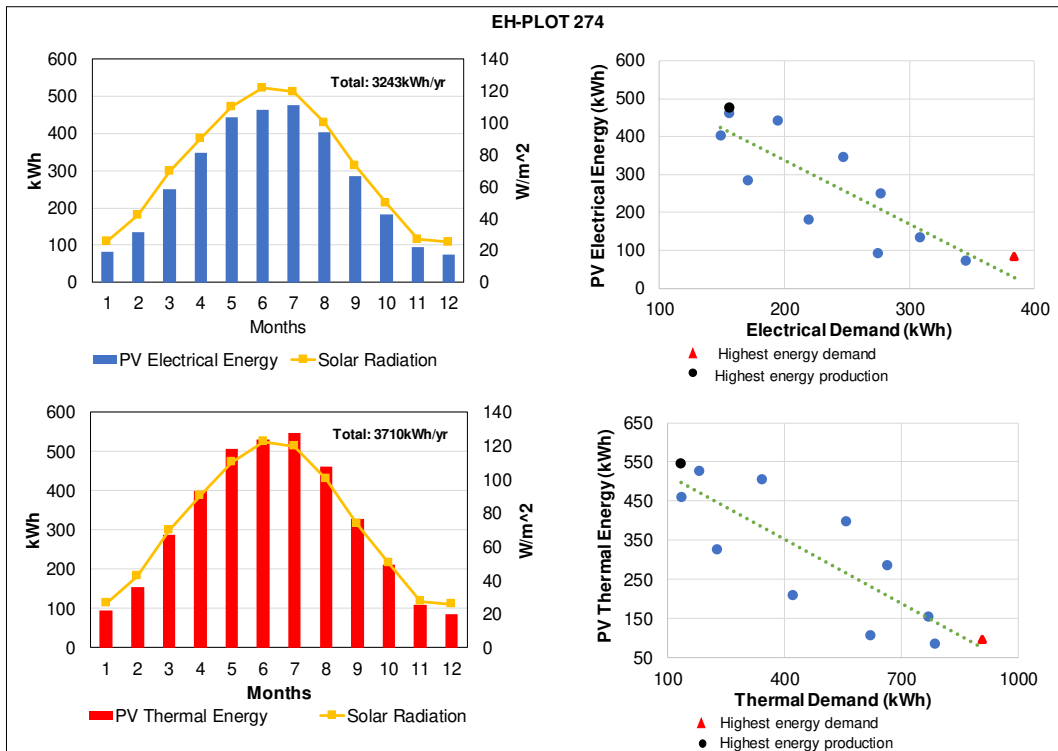 EH-PLOT 274
Total: 3243kWh/yr
600
500
400
300
200
100
0
kWh
140
120
100
80
60
40
20
0
W/m^2
1 2 3 4 5 6 7 8 9 10 11 12
Months
PV Electrical Energy Solar Radiation
PV Electrical Energy (kWh)
600
500
400
300
200
100
0
100 200 300 400
Electrical Demand (kWh)
Highest energy demand
Highest energy production
Total: 3710kWh/yr
600
500
400
300
200
100
0
kWh
140
120
100
80
60
40
20
0
W/m^2
1 2 3 4 5 6 7 8 9 10 11 12
Months
PV Thermal Energy Solar Radiation
PV Thermal Energy (kWh)
650
550
450
350
250
150
50
100 400 700 1000
Thermal Demand (kWh)
Highest energy demand
Highest energy production